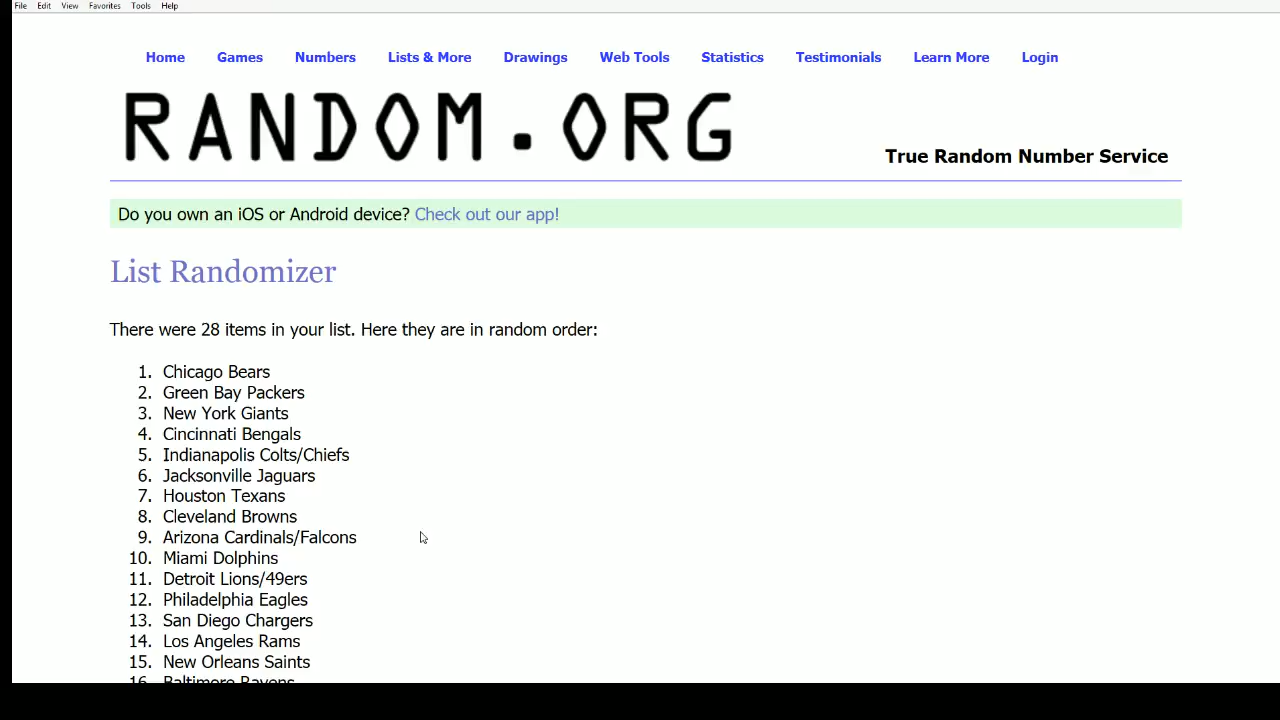 File Edit View Favorites Tools Help
Home Games Numbers Lists & More Drawings Web Tools Statistics Testimonials Learn More Login
RANDOM.ORG
True Random Number Service
Do you own an iOS or Android device? Check out our app!
List Randomizer
There were 28 items in your list. Here they are in random order:
1. Chicago Bears
2. Green Bay Packers
3. New York Giants
4. Cincinnati Bengals
5. Indianapolis Colts/Chiefs
6. Jacksonville Jaguars
7. Houston Texans
8. Cleveland Browns
9. Arizona Cardinals/Falcons
10. Miami Dolphins
11. Detroit Lions/49ers
12. Philadelphia Eagles
13. San Diego Chargers
14. Los Angeles Rams
15. New Orleans Saints
16. Baltimore Ravens